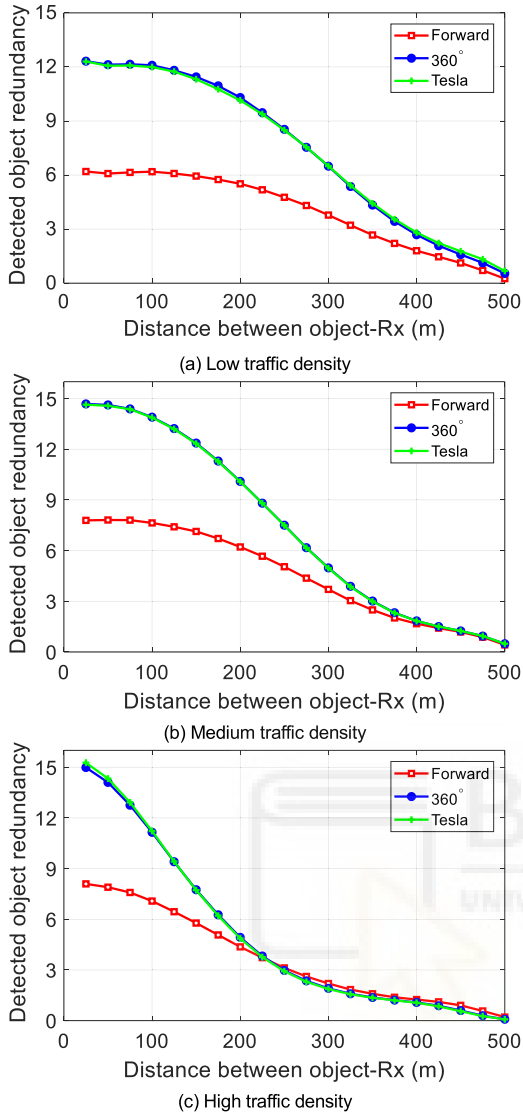 Detected object redundancy
15
12
9
6
3
0
Forward
360°
Tesla
0 100 200 300 400 500
Distance between object-Rx (m)
(a) Low traffic density
Detected object redundancy
15
12
9
6
3
0
Forward
360°
Tesla
0 100 200 300 400 500
Distance between object-Rx (m)
(b) Medium traffic density
Detected object redundancy
15
12
9
6
3
0
Forward
360°
Tesla
0 100 200 300 400 500
Distance between object-Rx (m)
(c) High traffic density